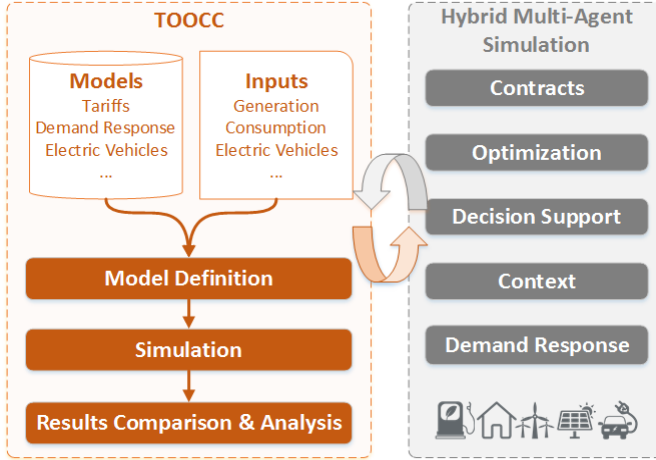 TOOCC
Models
Tariffs
Demand Response
Electric Vehicles
...
Inputs
Generation
Consumption
Electric Vehicles
...
Model Definition
Simulation
Results Comparison & Analysis
Hybrid Multi-Agent
Simulation
Contracts
Optimization
Decision Support
Context
Demand Response